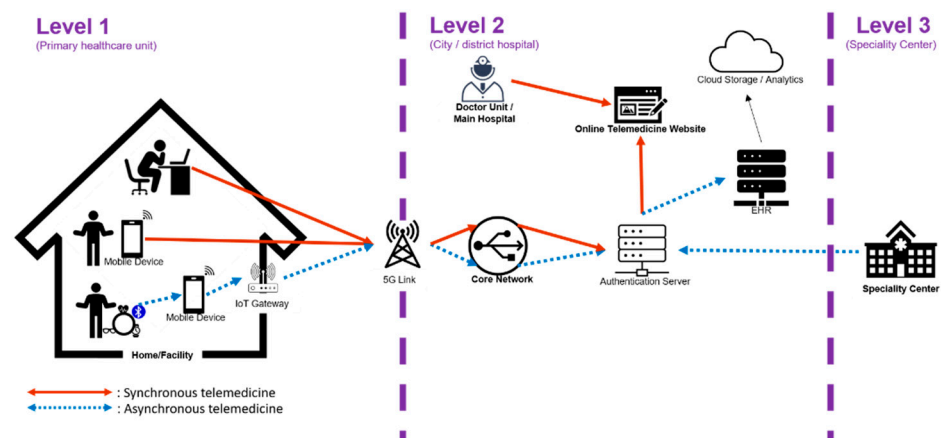 Level 1
(Primary healthcare unit)
Level 2
(City / district hospital)
Level 3
(Speciality Center)
Cloud Storage / Analytics
Doctor Unit /
Main Hospital
Online Telemedicine Website
EHR
Mobile Device
5G Link
Core Network
Authentication Server
Speciality Center
IoT Gateway
Mobile Device
Home/Facility
: Synchronous telemedicine
: Asynchronous telemedicine